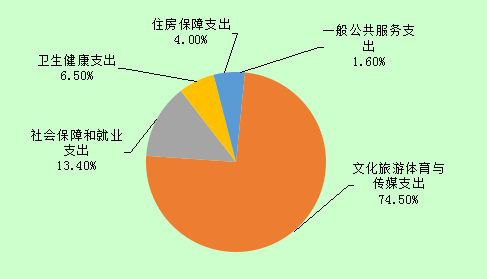 住房保障支出
4.00%
一般公共服务支
出
1.60%
卫生健康支出
6.50%
社会保障和就业
支出
13.40%
文化旅游体育与
传媒支出
74.50%